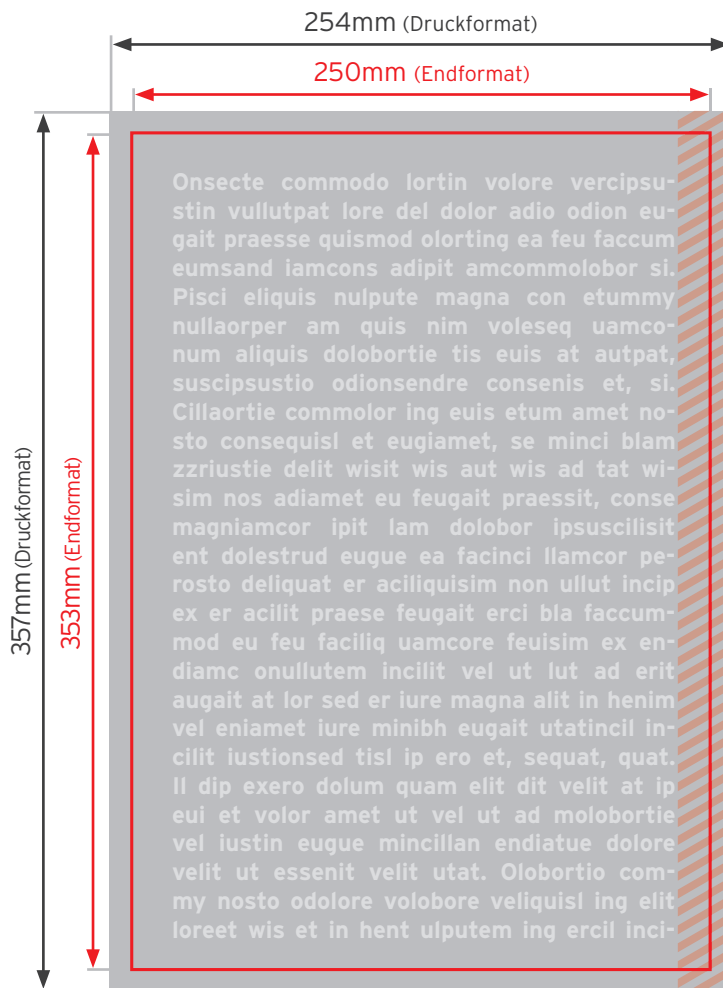 254mm (Druckformat)
250mm (Endformat)
357mm (Druckformat)
353mm (Endformat)
Onsecte commodo lortin volore vercipsu-
stin vullutpat lore del dolor adio odion eu-
gait praesse quismod olorting ea feu faccum
eumsand iamcons adipit amcommolobor si.
Pisci eliquis nulpute magna con etummy
nullaorper am quis nim voleseq uamco-
num aliquis dolobortie tis euis at autpat,
suscipsustio odionsendre consenis et, si.
Cillaortie commolor ing euis etum amet no-
sto consequisl et eugiamet, se minci blam
zzriustie delit wisit wis aut wis ad tat wi-
sim nos adiamet eu feugait praessit, conse
magniamcor ipit lam dolobor ipsuscilisit
ent dolestrud eugue ea facinci llamcor pe-
rosto deliquat er aciliquisim non ullut incip
ex er acilit praese feugait erci bla faccum-
mod eu feu faciliq uamcore feuisim ex en-
diamc onullutem incilit vel ut lut ad erit
augait at lor sed er iure magna alit in henim
vel eniamet iure minibh eugait utatincil in-
cilit iustionsed tisl ip ero et, sequat, quat.
Il dip exero dolum quam elit dit velit at ip
eui et volor amet ut vel ut ad molobortie
vel iustin eugue mincillan endiatue dolore
velit ut essenit velit utat. Olobortio com-
my nosto odolore volobore veliquisl ing elit
loreet wis et in hent ulputem ing ercil inci-